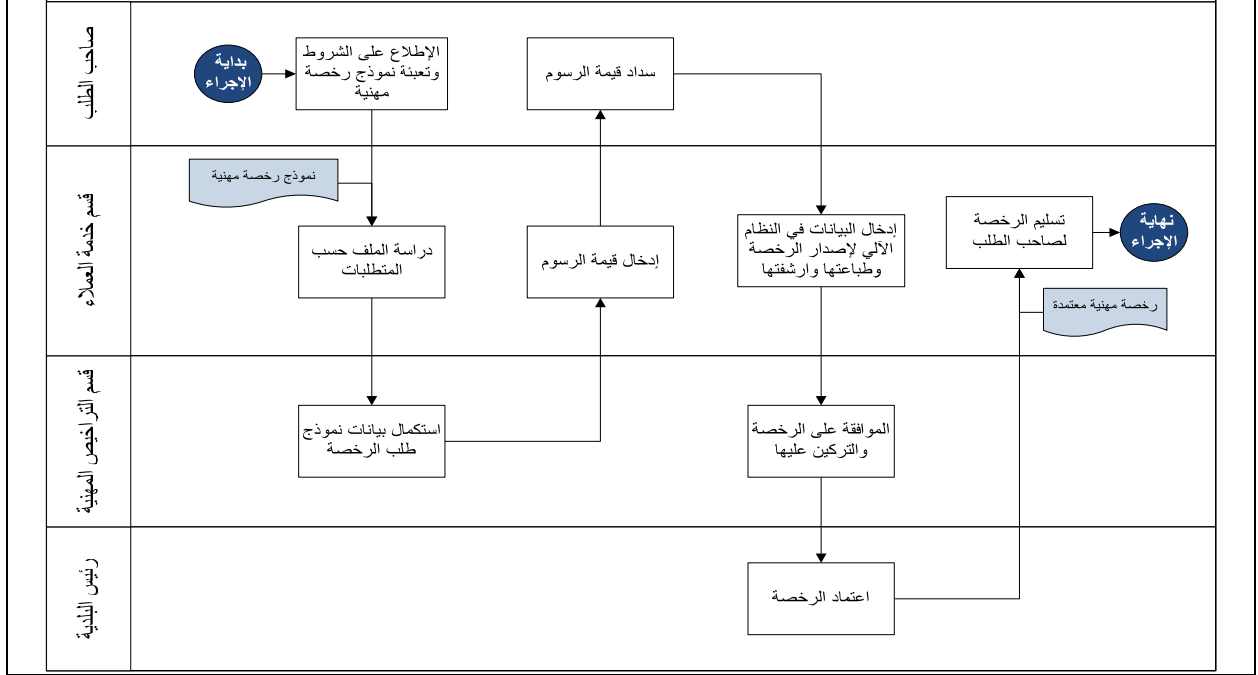 صاحب الطلب
بداية
الإجراء
الإطلاع على الشروط
وتعبئة نموذج رخصة
مهنية
سداد قيمة الرسوم
قسم خدمة العملاء
نموذج رخصة مهنية
دراسة الملف حسب
المتطلبات
إدخال قيمة الرسوم
إدخال البيانات في النظام
الآلي لإصدار الرخصة
وطباعتها وارشفتها
تسليم الرخصة
لصاحب الطلب
نهاية
الإجراء
رخصة مهنية معتمدة
قسم التراخيص المهنية
استكمال بيانات نموذج
طلب الرخصة
الموافقة على الرخصة
والتركين عليها
رئيس البلدية
اعتماد الرخصة